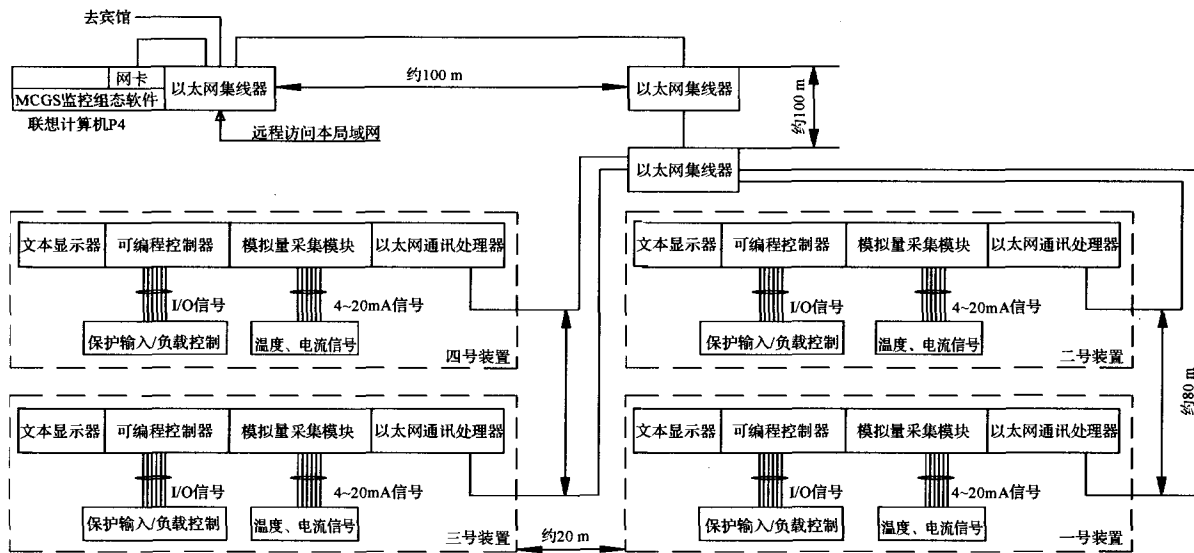 去宾馆
网卡
MCGS监控组态软件
以太网集线器
联想计算机P4
远程访问本局域网
约100 m
以太网集线器
约100 m
以太网集线器
文本显示器
可编程控制器
模拟量采集模块
以太网通讯处理器
I/O信号
4~20mA信号
保护输入/负载控制
温度、电流信号
四号装置
文本显示器
可编程控制器
模拟量采集模块
以太网通讯处理器
I/O信号
4~20mA信号
保护输入/负载控制
温度、电流信号
二号装置
约80 m
文本显示器
可编程控制器
模拟量采集模块
以太网通讯处理器
I/O信号
4~20mA信号
保护输入/负载控制
温度、电流信号
三号装置
约20 m
文本显示器
可编程控制器
模拟量采集模块
以太网通讯处理器
I/O信号
4~20mA信号
保护输入/负载控制
温度、电流信号
一号装置